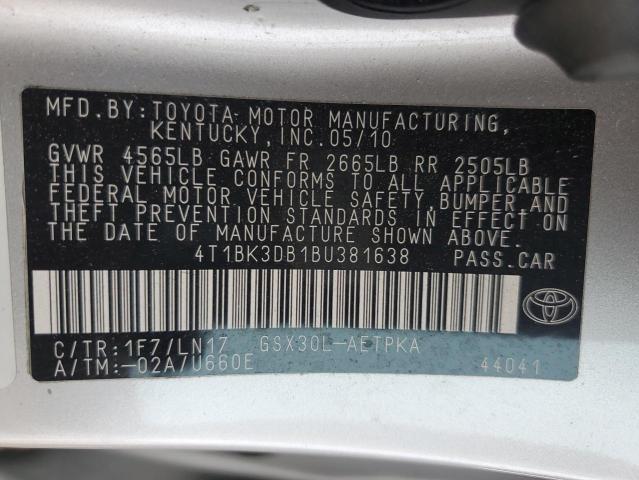 MFD.BY:TOYOTA MOTOR MANUFACTURING,
KENTUCKY, INC. 05/10
GVWR 4565LB GAWR FR 2665LB RR 2505LB
THIS VEHICLE CONFORMS TO ALL APPLICABLE
FEDERAL MOTOR VEHICLE SAFETY, BUMPER AND
THEFT PREVENTION STANDARDS IN EFFECT ON
THE DATE OF MANUFACTURE SHOWN ABOVE.
4T1BK3DB1BU381638 PASS.CAR
C/TR:1F7/LN17 GSX30L-AETPKA
A/TM:-02A/U660E 44041